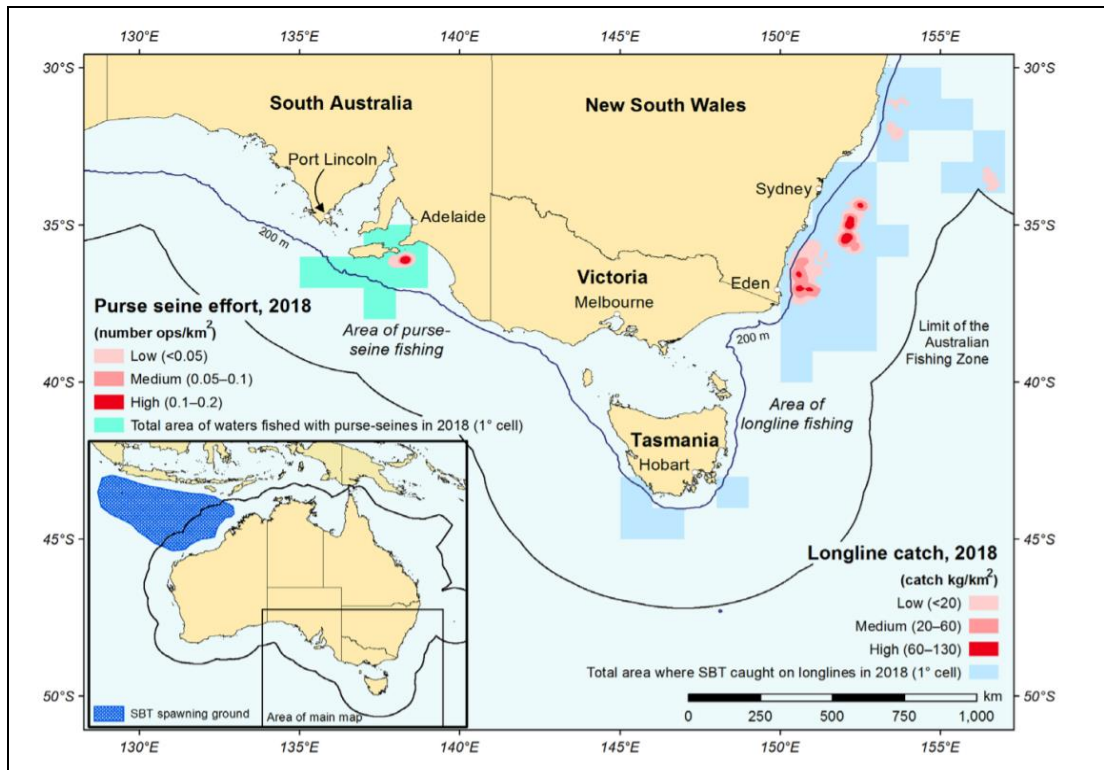 130°E 135°E 140°E 145°E 150°E 155°E
30°S 30°S
South Australia
New South Wales
Port Lincoln
Sydney
35°S 35°S
Adelaide
200 m
Victoria
Melbourne
Eden
Purse seine effort, 2018
(number ops/km²)
Low (<0.05)
Medium (0.05–0.1)
High (0.1–0.2)
Total area of waters fished with purse-seines in 2018 (1° cell)
Area of purse-
seine fishing
200 m
Limit of the
Australian
Fishing Zone
40°S 40°S
Area of
longline fishing
Tasmania
Hobart
45°S 45°S
Longline catch, 2018
(catch kg/km²)
Low (<20)
Medium (20–60)
High (60–130)
Total area where SBT caught on longlines in 2018 (1° cell)
km
0 250 500 750 1,000
50°S 50°S
SBT spawning ground
Area of main map
130°E 135°E 140°E 145°E 150°E 155°E